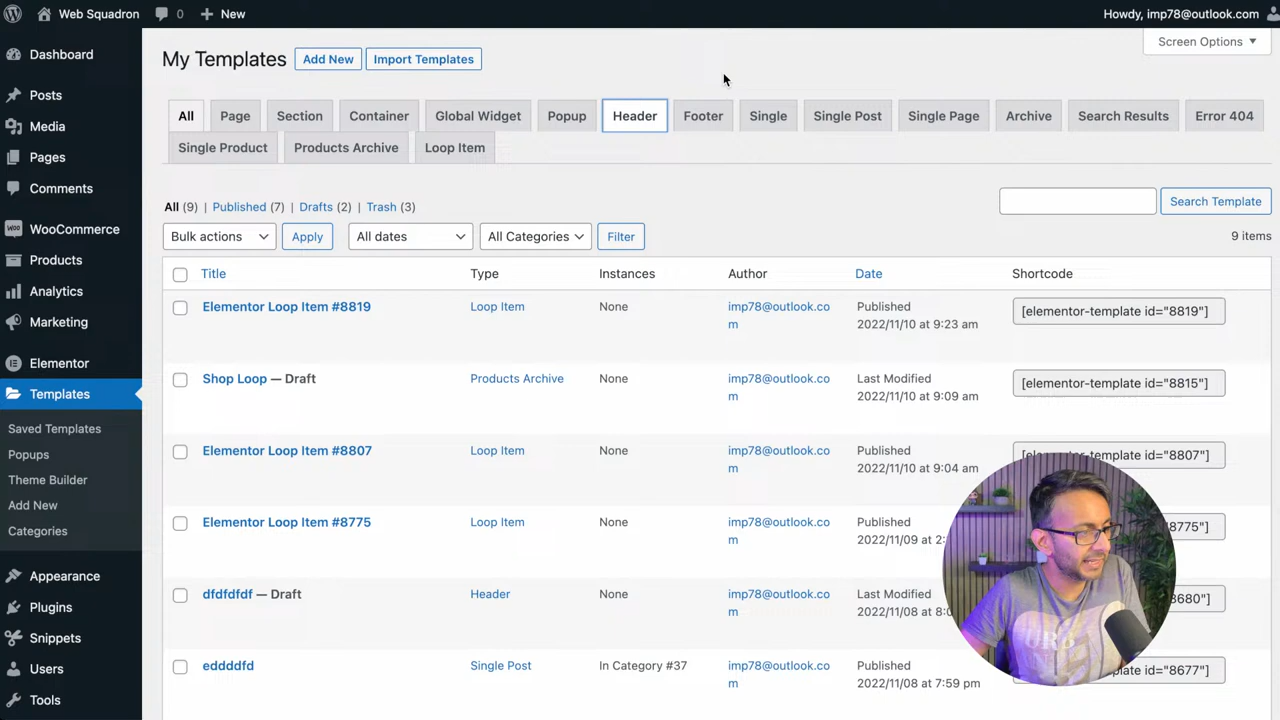 Web Squadron
0
New
Howdy, imp78@outlook.com
Dashboard
Posts
Media
Pages
Comments
WooCommerce
Products
Analytics
Marketing
Elementor
Templates
Saved Templates
Popups
Theme Builder
Add New
Categories
Appearance
Plugins
Snippets
Users
Tools
My Templates
Add New
Import Templates
Screen Options
All
Page
Section
Container
Global Widget
Popup
Header
Footer
Single
Single Post
Single Page
Archive
Search Results
Error 404
Single Product
Products Archive
Loop Item
All (9) | Published (7) | Drafts (2) | Trash (3)
Search Template
Bulk actions
Apply
All dates
All Categories
Filter
9 items
Title Type Instances Author Date Shortcode
Elementor Loop Item #8819 Loop Item None imp78@outlook.co Published [elementor-template id="8819"]
m 2022/11/10 at 9:23 am
Shop Loop — Draft Products Archive None imp78@outlook.co Last Modified [elementor-template id="8815"]
m 2022/11/10 at 9:09 am
Elementor Loop Item #8807 Loop Item None imp78@outlook.co Published [elementor-template id="8807"]
m 2022/11/10 at 9:04 am
Elementor Loop Item #8775 Loop Item None imp78@outlook.co Published 8775"]
m 2022/11/09 at 2:
dfdfdfdf — Draft Header None imp78@outlook.co Last Modified 8680"]
m 2022/11/08 at 8:0
eddddfd Single Post In Category #37 imp78@outlook.co Published 8677"]
m 2022/11/08 at 7:59 pm